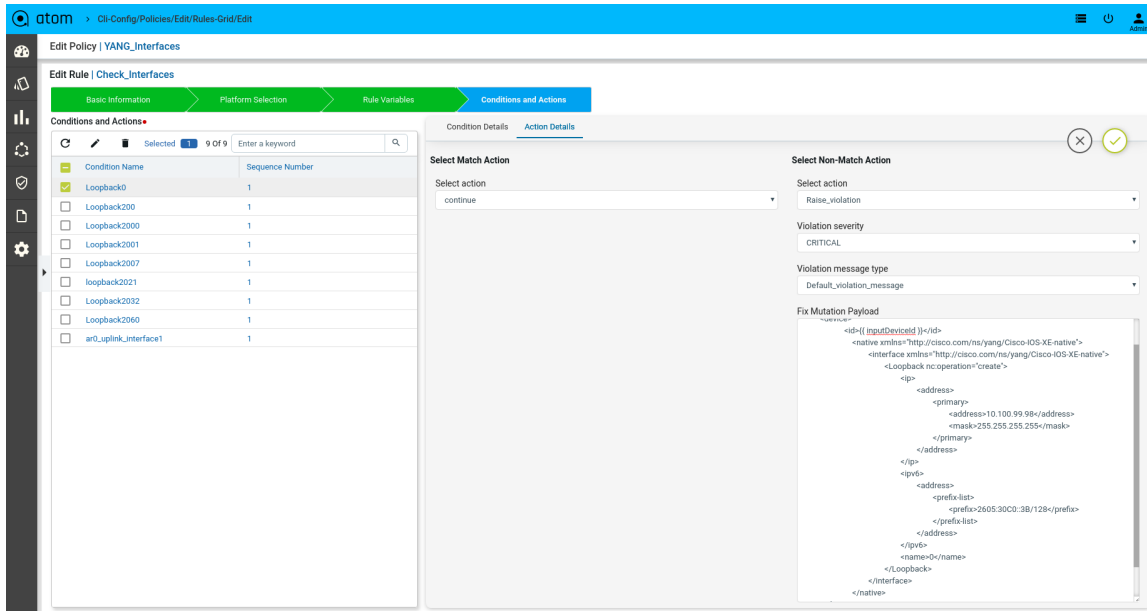 atom > Cli-Config/Policies/Edit/Rules-Grid/Edit
Admin
Edit Policy | YANG_Interfaces
Edit Rule | Check_Interfaces
Basic Information
Platform Selection
Rule Variables
Conditions and Actions
Conditions and Actions
Selected 1 9 Of 9 Enter a keyword
Condition Name Sequence Number
Loopback0 1
Loopback200 1
Loopback2000 1
Loopback2001 1
Loopback2007 1
loopback2021 1
Loopback2032 1
Loopback2060 1
ar0_uplink_interface1 1
Condition Details Action Details
Select Match Action
Select action
continue
Select Non-Match Action
Select action
Raise_violation
Violation severity
CRITICAL
Violation message type
Default_violation_message
Fix Mutation Payload
<device>
<id>{{ inputDeviceId }}</id>
<native xmlns="http://cisco.com/ns/yang/Cisco-IOS-XE-native">
<interface xmlns="http://cisco.com/ns/yang/Cisco-IOS-XE-native">
<Loopback nc:operation="create">
<ip>
<address>
<primary>
<address>10.100.99.98</address>
<mask>255.255.255.255</mask>
</primary>
</address>
</ip>
<ipv6>
<address>
<prefix-list>
<prefix>2605:30C0::3B/128</prefix>
</prefix-list>
</address>
</ipv6>
<name>0</name>
</Loopback>
</interface>
</native>